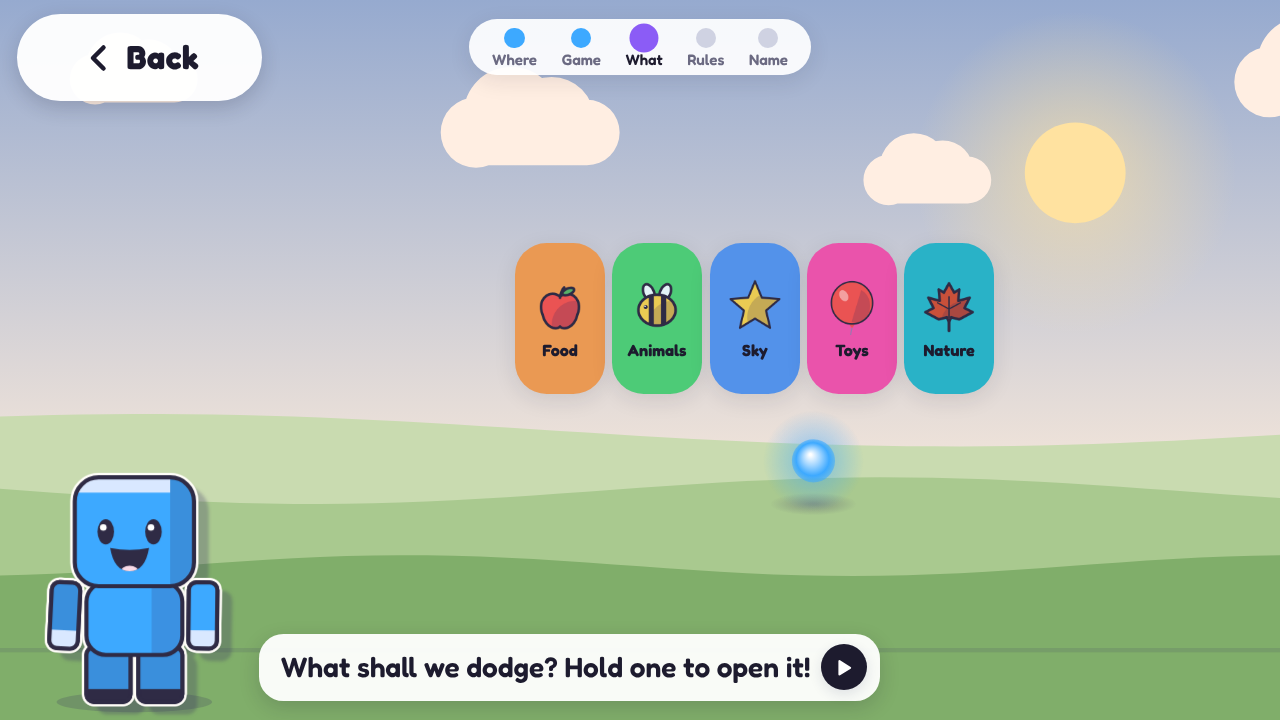 Back
Where
Game
What
Rules
Name
Food
Animals
Sky
Toys
Nature
What shall we dodge? Hold one to open it!